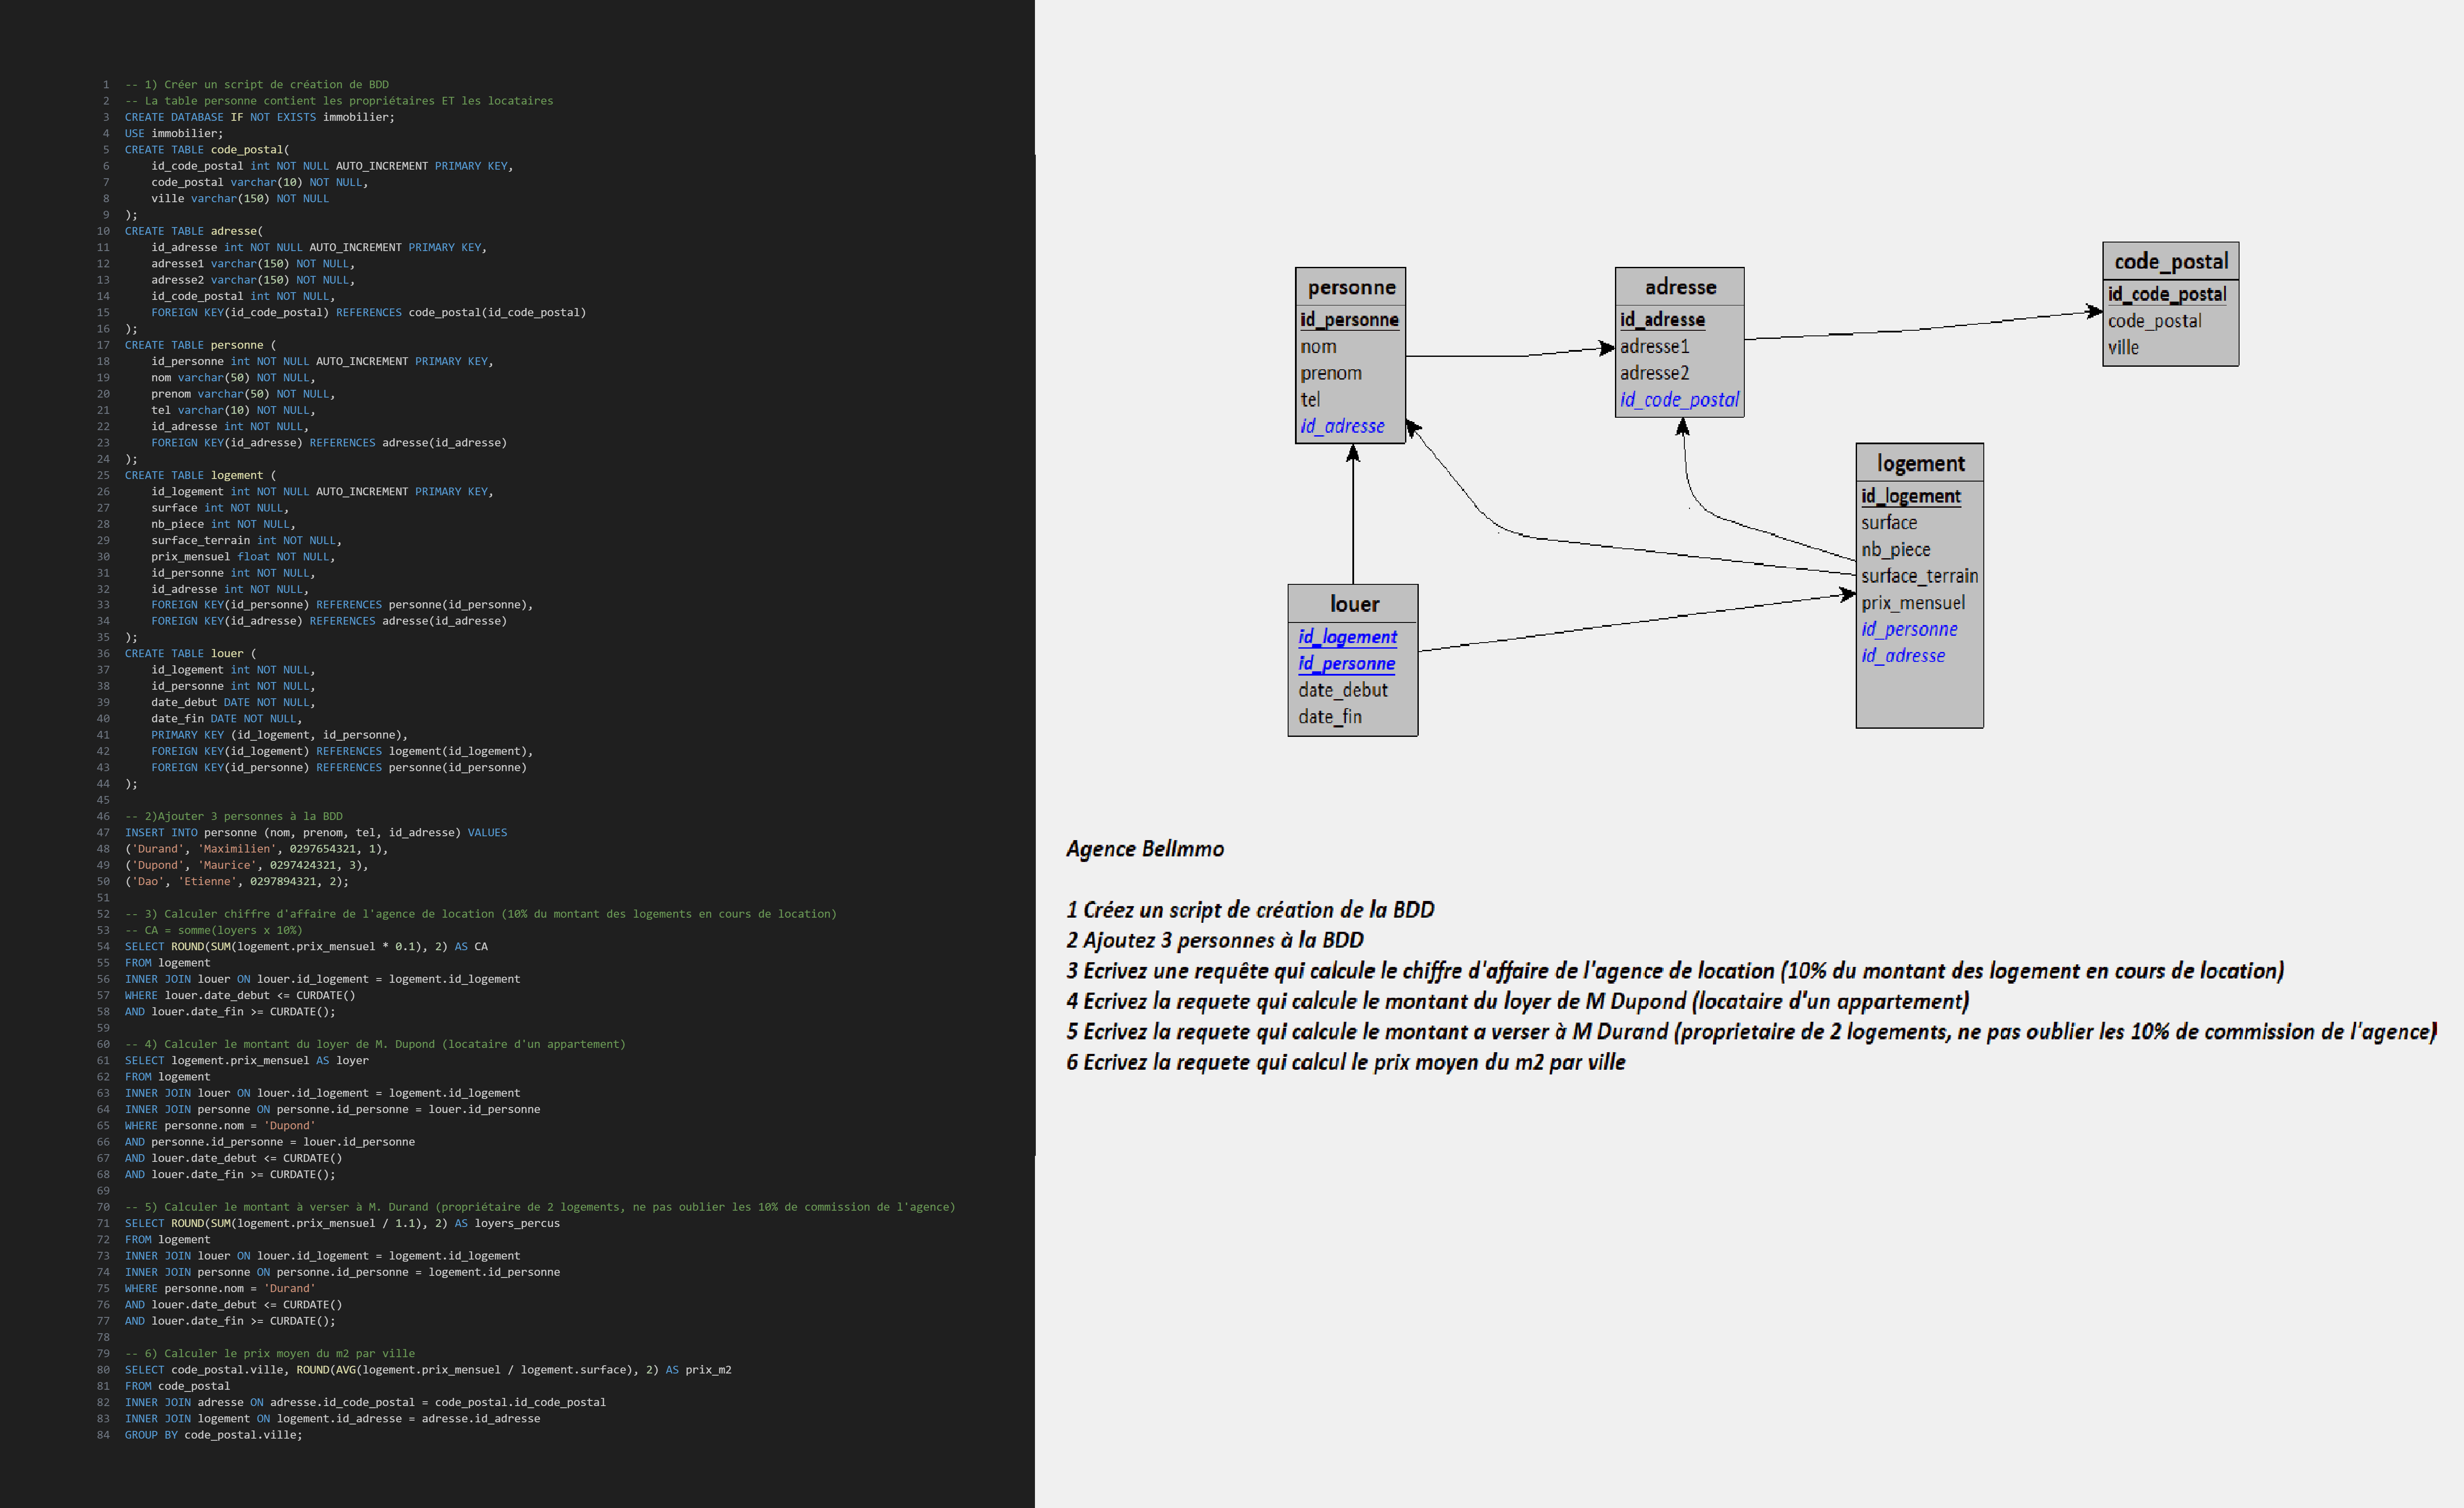 1 -- 1) Créer un script de création de BDD
2 -- La table personne contient les propriétaires ET les locataires
3 CREATE DATABASE IF NOT EXISTS immobilier;
4 USE immobilier;
5 CREATE TABLE code_postal(
6 id_code_postal int NOT NULL AUTO_INCREMENT PRIMARY KEY,
7 code_postal varchar(10) NOT NULL,
8 ville varchar(150) NOT NULL
9 );
10 CREATE TABLE adresse(
11 id_adresse int NOT NULL AUTO_INCREMENT PRIMARY KEY,
12 adresse1 varchar(150) NOT NULL,
13 adresse2 varchar(150) NOT NULL,
14 id_code_postal int NOT NULL,
15 FOREIGN KEY(id_code_postal) REFERENCES code_postal(id_code_postal)
16 );
17 CREATE TABLE personne (
18 id_personne int NOT NULL AUTO_INCREMENT PRIMARY KEY,
19 nom varchar(50) NOT NULL,
20 prenom varchar(50) NOT NULL,
21 tel varchar(10) NOT NULL,
22 id_adresse int NOT NULL,
23 FOREIGN KEY(id_adresse) REFERENCES adresse(id_adresse)
24 );
25 CREATE TABLE logement (
26 id_logement int NOT NULL AUTO_INCREMENT PRIMARY KEY,
27 surface int NOT NULL,
28 nb_piece int NOT NULL,
29 surface_terrain int NOT NULL,
30 prix_mensuel float NOT NULL,
31 id_personne int NOT NULL,
32 id_adresse int NOT NULL,
33 FOREIGN KEY(id_personne) REFERENCES personne(id_personne),
34 FOREIGN KEY(id_adresse) REFERENCES adresse(id_adresse)
35 );
36 CREATE TABLE louer (
37 id_logement int NOT NULL,
38 id_personne int NOT NULL,
39 date_debut DATE NOT NULL,
40 date_fin DATE NOT NULL,
41 PRIMARY KEY (id_logement, id_personne),
42 FOREIGN KEY(id_logement) REFERENCES logement(id_logement),
43 FOREIGN KEY(id_personne) REFERENCES personne(id_personne)
44 );
45
46 -- 2)Ajouter 3 personnes à la BDD
47 INSERT INTO personne (nom, prenom, tel, id_adresse) VALUES
48 ('Durand', 'Maximilien', 0297654321, 1),
49 ('Dupond', 'Maurice', 0297424321, 3),
50 ('Dao', 'Etienne', 0297894321, 2);
51
52 -- 3) Calculer chiffre d'affaire de l'agence de location (10% du montant des logements en cours de location)
53 -- CA = somme(loyers x 10%)
54 SELECT ROUND(SUM(logement.prix_mensuel * 0.1), 2) AS CA
55 FROM logement
56 INNER JOIN louer ON louer.id_logement = logement.id_logement
57 WHERE louer.date_debut <= CURDATE()
58 AND louer.date_fin >= CURDATE();
59
60 -- 4) Calculer le montant du loyer de M. Dupond (locataire d'un appartement)
61 SELECT logement.prix_mensuel AS loyer
62 FROM logement
63 INNER JOIN louer ON louer.id_logement = logement.id_logement
64 INNER JOIN personne ON personne.id_personne = louer.id_personne
65 WHERE personne.nom = 'Dupond'
66 AND personne.id_personne = louer.id_personne
67 AND louer.date_debut <= CURDATE()
68 AND louer.date_fin >= CURDATE();
69
70 -- 5) Calculer le montant à verser à M. Durand (propriétaire de 2 logements, ne pas oublier les 10% de commission de l'agence)
71 SELECT ROUND(SUM(logement.prix_mensuel / 1.1), 2) AS loyers_percus
72 FROM logement
73 INNER JOIN louer ON louer.id_logement = logement.id_logement
74 INNER JOIN personne ON personne.id_personne = logement.id_personne
75 WHERE personne.nom = 'Durand'
76 AND louer.date_debut <= CURDATE()
77 AND louer.date_fin >= CURDATE();
78
79 -- 6) Calculer le prix moyen du m2 par ville
80 SELECT code_postal.ville, ROUND(AVG(logement.prix_mensuel / logement.surface), 2) AS prix_m2
81 FROM code_postal
82 INNER JOIN adresse ON adresse.id_code_postal = code_postal.id_code_postal
83 INNER JOIN logement ON logement.id_adresse = adresse.id_adresse
84 GROUP BY code_postal.ville;
personne
id_personne
nom
prenom
tel
id_adresse
adresse
id_adresse
adresse1
adresse2
id_code_postal
code_postal
id_code_postal
code_postal
ville
logement
id_logement
surface
nb_piece
surface_terrain
prix_mensuel
id_personne
id_adresse
louer
id_logement
id_personne
date_debut
date_fin
Agence BelImmo
1 Créez un script de création de la BDD
2 Ajoutez 3 personnes à la BDD
3 Ecrivez une requête qui calcule le chiffre d'affaire de l'agence de location (10% du montant des logement en cours de location)
4 Ecrivez la requete qui calcule le montant du loyer de M Dupond (locataire d'un appartement)
5 Ecrivez la requete qui calcule le montant a verser à M Durand (proprietaire de 2 logements, ne pas oublier les 10% de commission de l'agence)
6 Ecrivez la requete qui calcul le prix moyen du m2 par ville